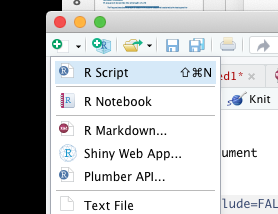 ed1* ×
R Script ⇧⌘N
Knit
R Notebook
R Markdown...
Shiny Web App...
ument
Plumber API...
Text File
lude=FAL